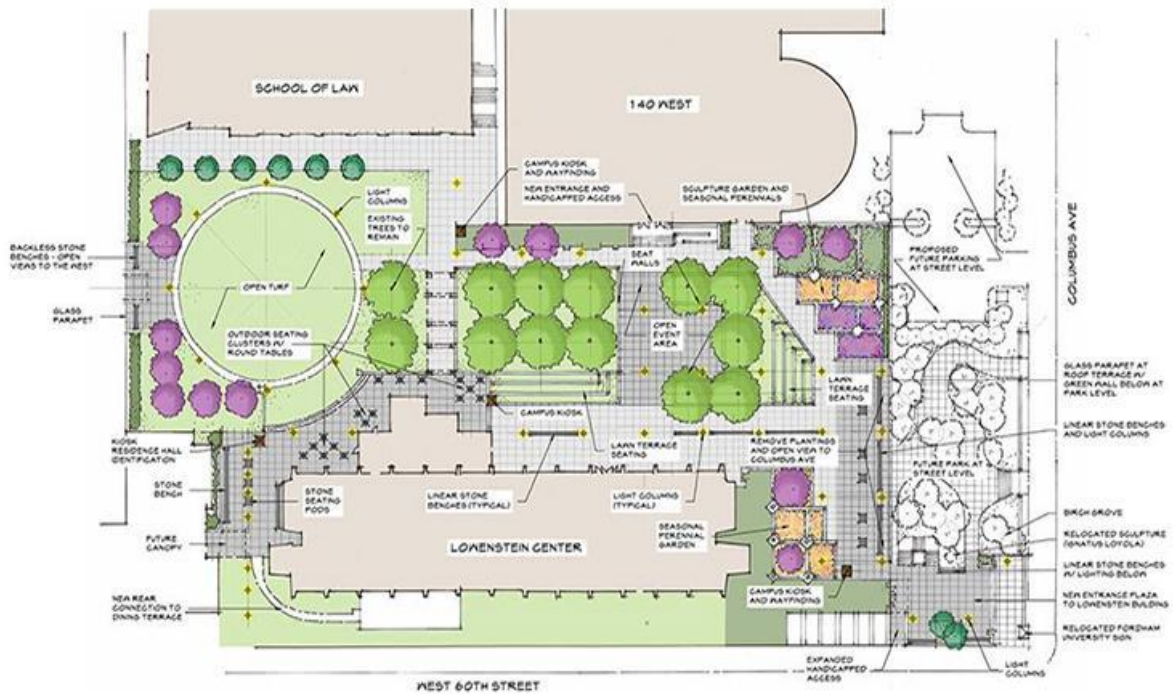 SCHOOL OF LAW
140 WEST
CAMPUS KIOSK
AND WAYFINDING
NEW ENTRANCE AND
HANDICAPPED ACCESS
SCULPTURE GARDEN AND
SEASONAL PERENNIALS
LIGHT
COLUMNS
EXISTING
TREES TO
REMAIN
COLUMBUS AVE
BACKLESS STONE
BENCHES - OPEN
VIEWS TO THE WEST
PROPOSED
FUTURE PARKING
AT STREET LEVEL
SEAT
WALLS
OPEN TURF
GLASS
PARAPET
OUTDOOR SEATING
CLUSTERS W/
ROUND TABLES
OPEN
EVENT
AREA
GLASS PARAPET AT
ROOF TERRACE W/
GREEN WALL BELOW AT
PARK LEVEL
LAWN
TERRACE
SEATING
CAMPUS KIOSK
KIOSK
RESIDENCE HALL
IDENTIFICATION
LAWN TERRACE
SEATING
REMOVE PLANTINGS
AND OPEN VIEW TO
COLUMBUS AVE
LINEAR STONE BENCHES
AND LIGHT COLUMNS
FUTURE PARK AT
STREET LEVEL
STONE
BENCH
STONE
SEATING
PODS
LINEAR STONE
BENCHES (TYPICAL)
LIGHT COLUMNS
(TYPICAL)
SEASONAL
PERENNIAL
GARDEN
BIRCH GROVE
FUTURE
CANOPY
LOWENSTEIN CENTER
RELOCATED SCULPTURE
(IGNATUS LOYOLA)
LINEAR STONE BENCHES
W/ LIGHTING BELOW
CAMPUS KIOSK
AND WAYFINDING
NEW REAR
CONNECTION TO
DINING TERRACE
NEW ENTRANCE PLAZA
TO LOWENSTEIN BULDING
RELOCATED FORDHAM
UNIVERSITY SIGN
EXPANDED
HANDICAPPED
ACCESS
LIGHT
COLUMNS
WEST 60TH STREET